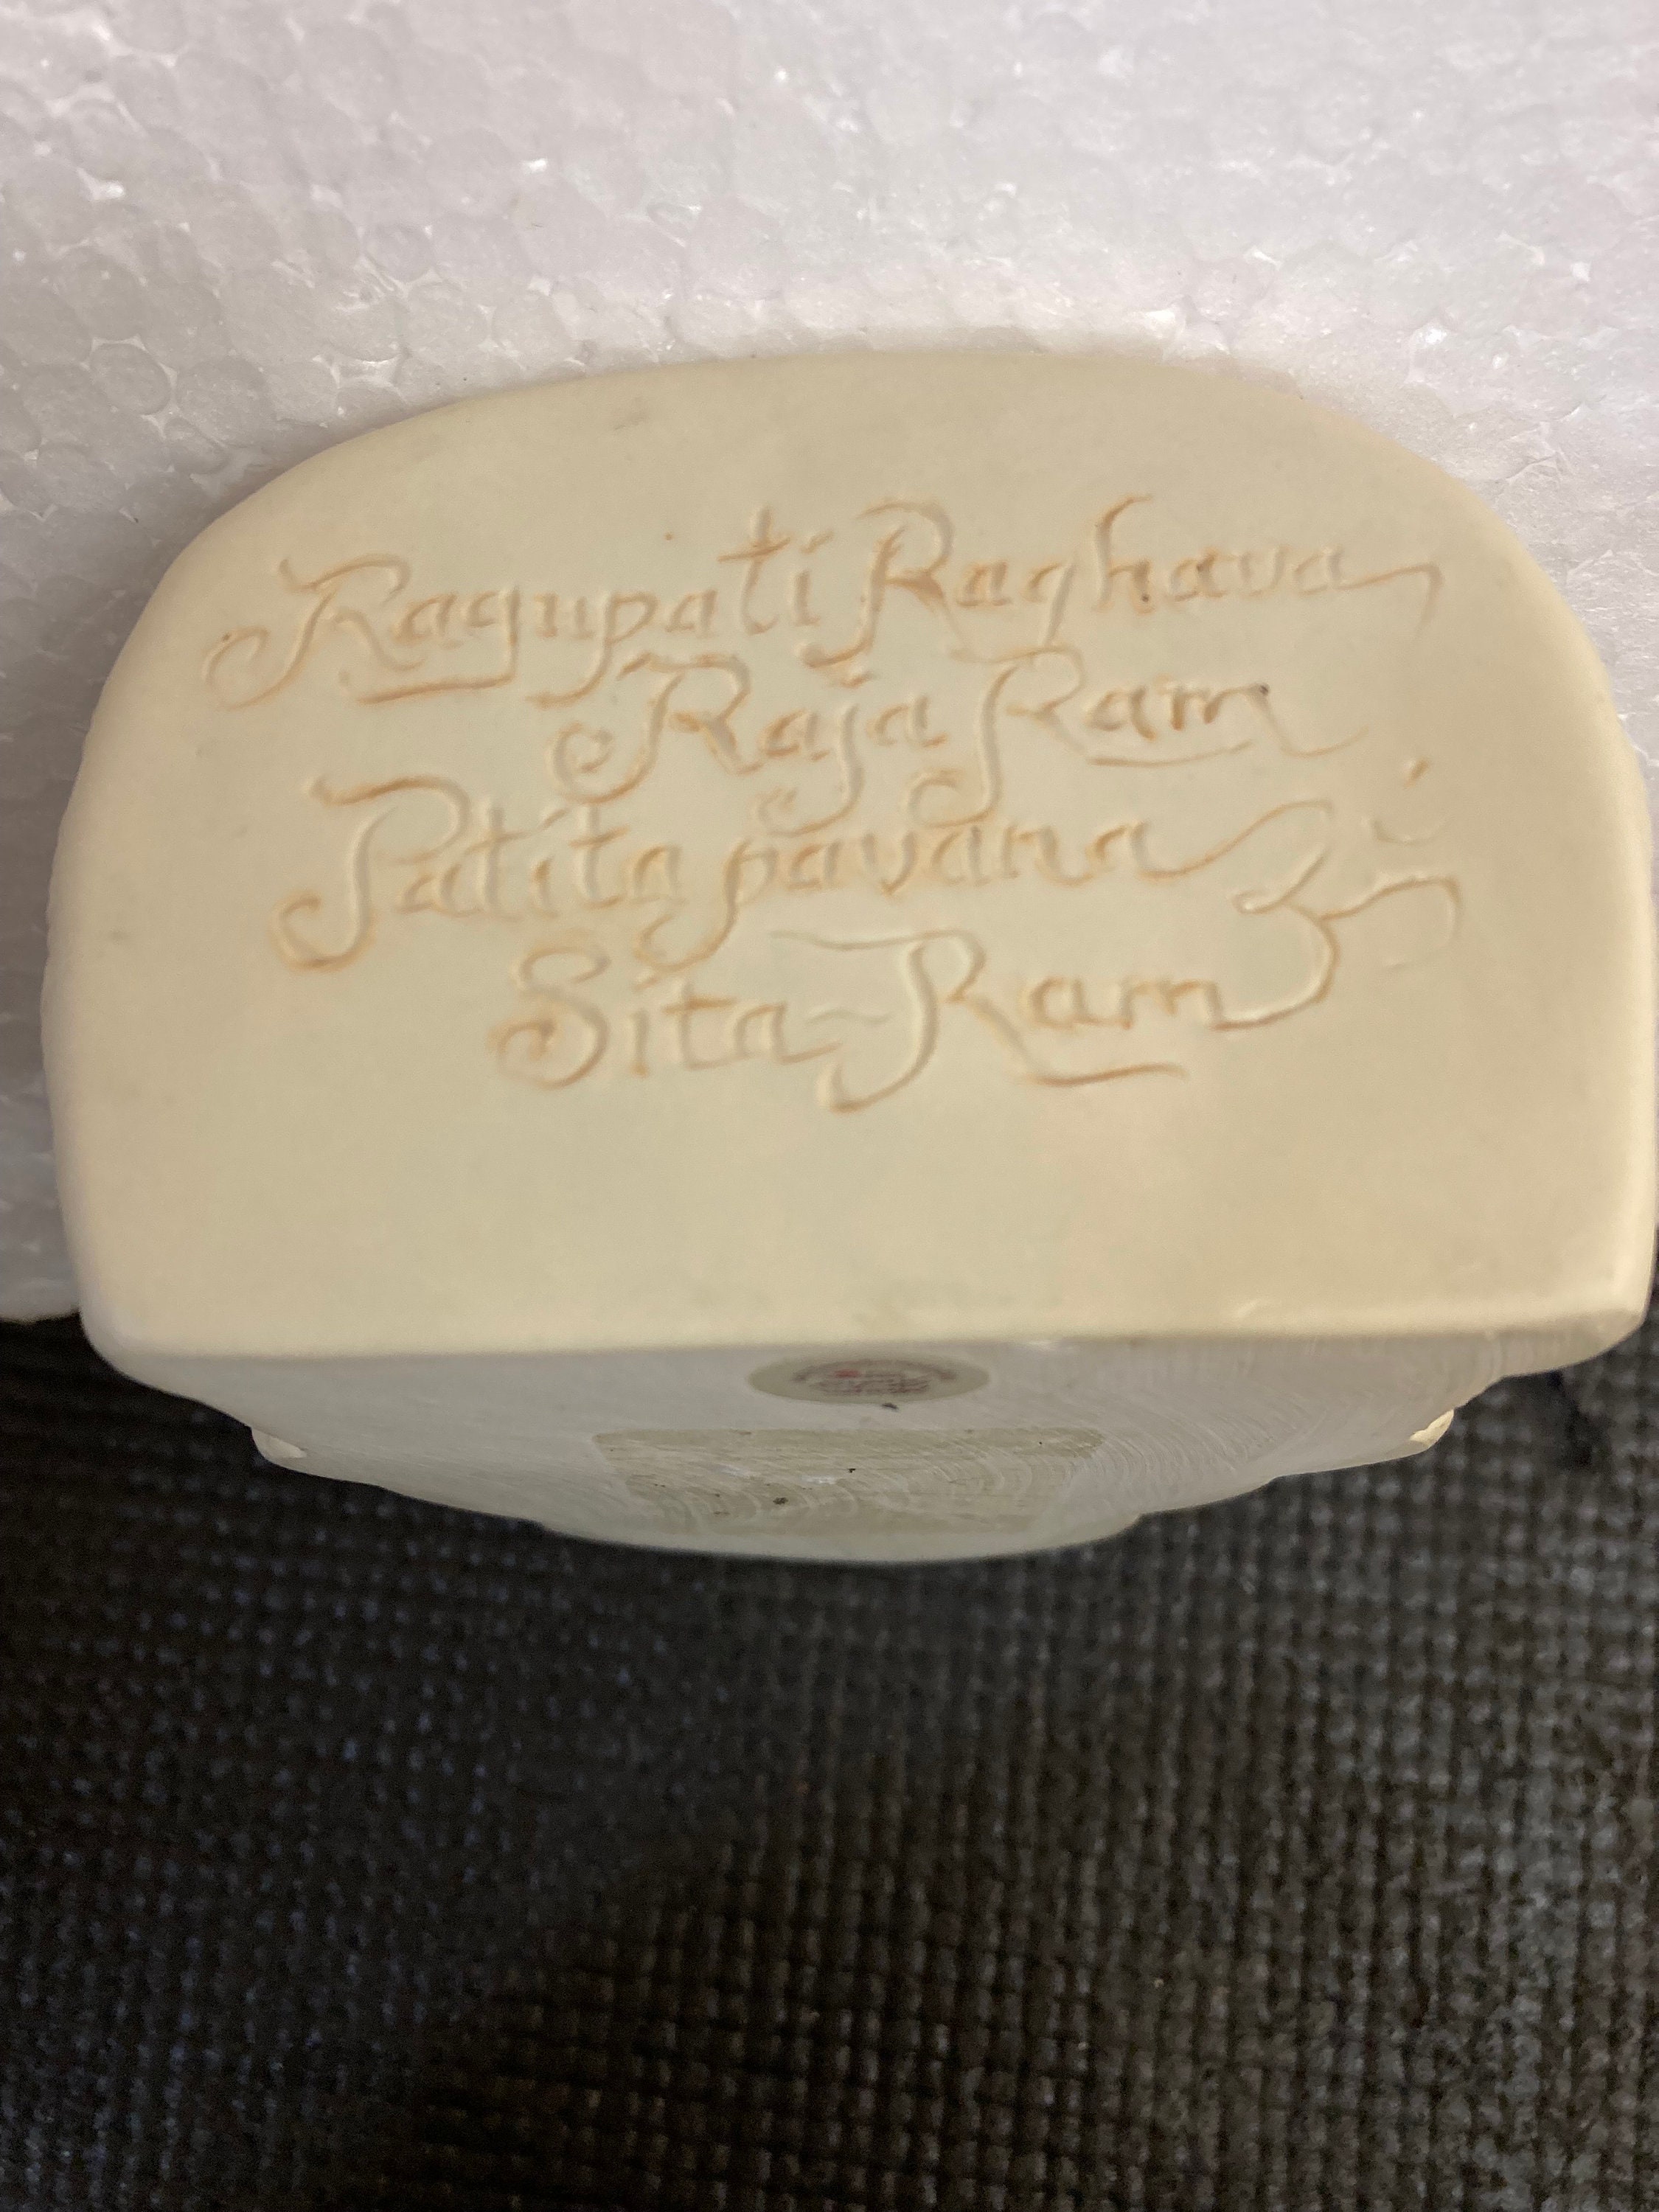 Ragupati Raghava
Raja Ram
Patita pavana ॐ
Sita-Ram